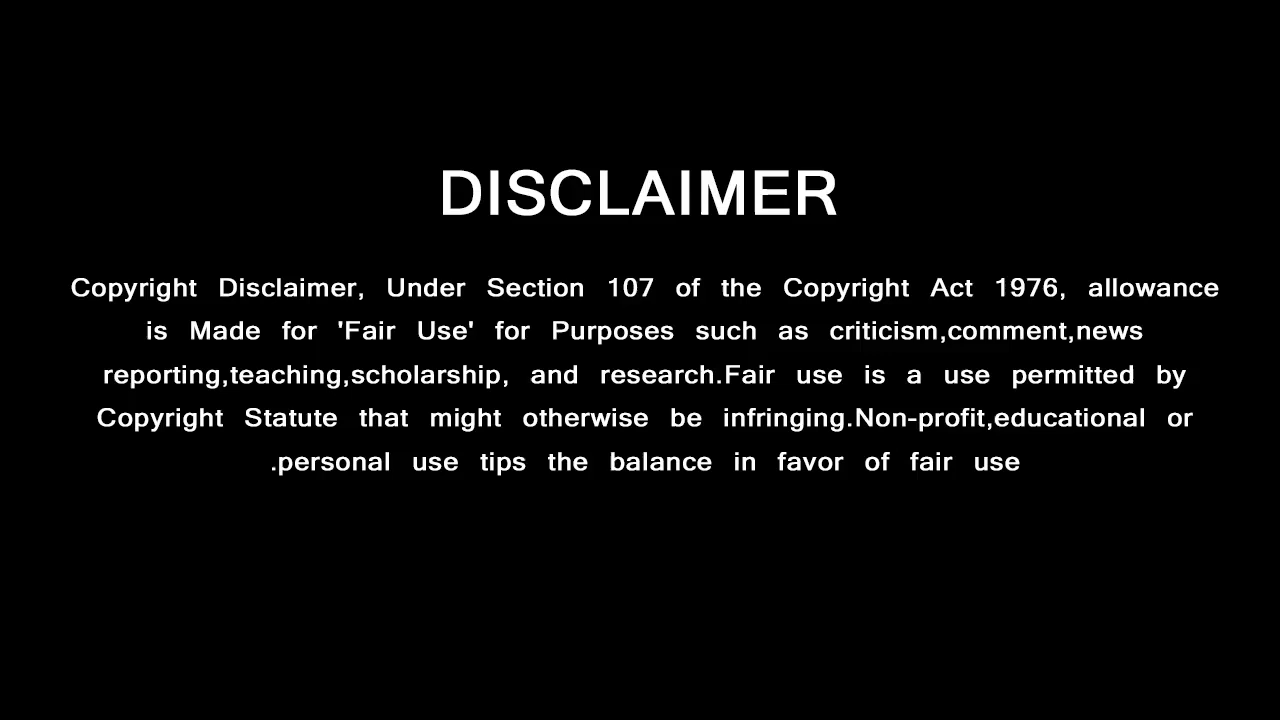 DISCLAIMER
Copyright Disclaimer, Under Section 107 of the Copyright Act 1976, allowance
is Made for 'Fair Use' for Purposes such as criticism,comment,news
reporting,teaching,scholarship, and research.Fair use is a use permitted by
Copyright Statute that might otherwise be infringing.Non-profit,educational or
.personal use tips the balance in favor of fair use